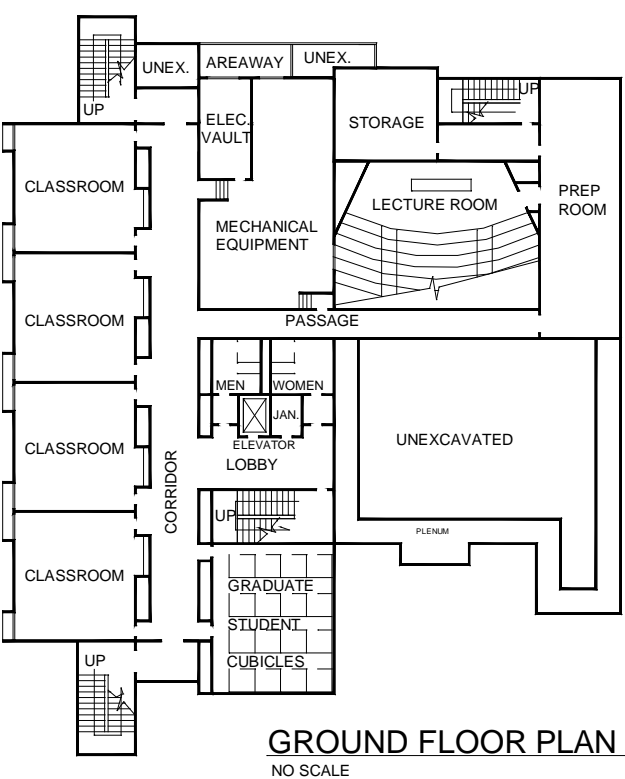 UNEX.
AREAWAY
UNEX.
UP
UP
ELEC.
VAULT
STORAGE
CLASSROOM
LECTURE ROOM
PREP
ROOM
MECHANICAL
EQUIPMENT
CLASSROOM
PASSAGE
MEN
WOMEN
JAN.
ELEVATOR
LOBBY
UNEXCAVATED
CLASSROOM
CORRIDOR
UP
PLENUM
CLASSROOM
GRADUATE
STUDENT
CUBICLES
UP
GROUND FLOOR PLAN
NO SCALE